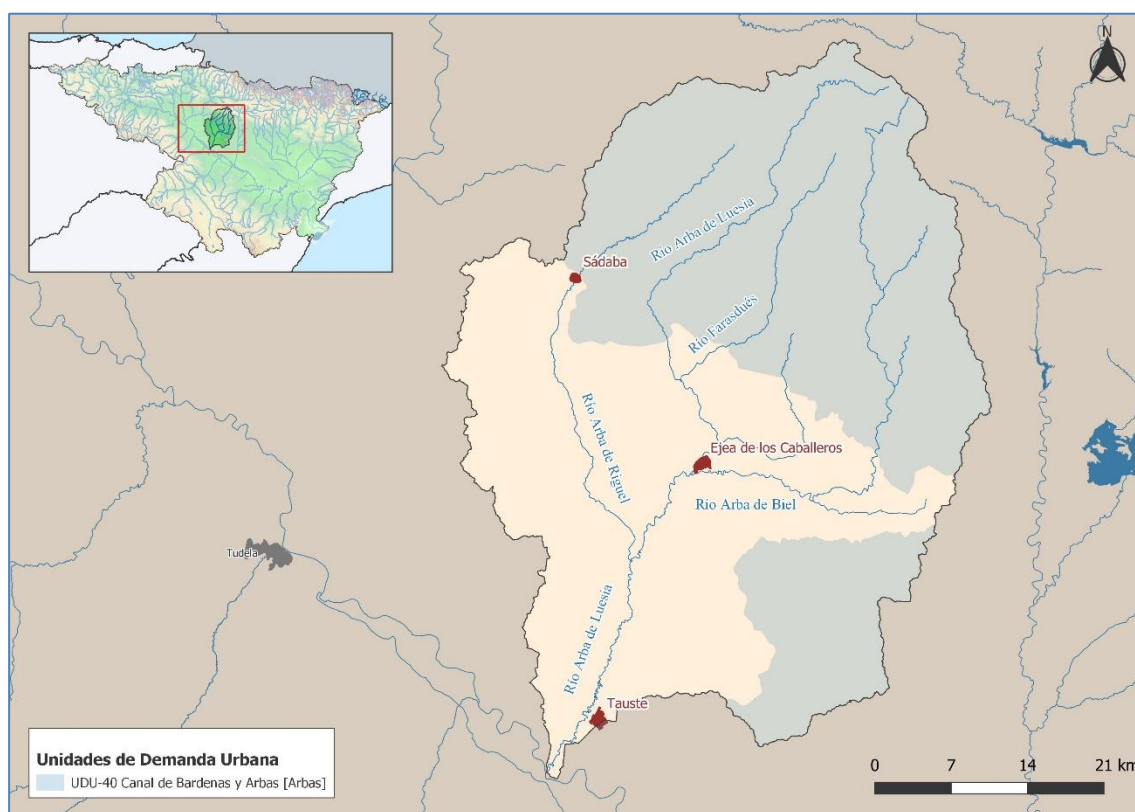 N
Río Arba de Luesia
Sádaba
Río Farasdués
Río Arba de Riguel
Ejea de los Caballeros
Río Arba de Biel
Tudela
Río Arba de Luesia
Tauste
Unidades de Demanda Urbana
UDU-40 Canal de Bardenas y Arbas [Arbas]
0 7 14 21 km